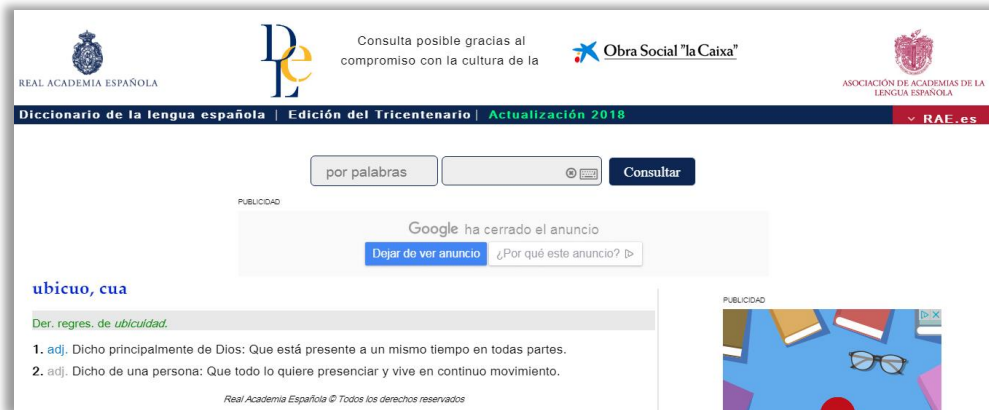 Consulta posible gracias al
compromiso con la cultura de la
Obra Social "la Caixa"
REAL ACADEMIA ESPAÑOLA
DLE
ASOCIACIÓN DE ACADEMIAS DE LA
LENGUA ESPAÑOLA
Diccionario de la lengua española | Edición del Tricentenario | Actualización 2018
RAE.es
por palabras
Consultar
PUBLICIDAD
Google ha cerrado el anuncio
Dejar de ver anuncio
¿Por qué este anuncio?
ubicuo, cua
PUBLICIDAD
Der. regres. de ubicuidad.
1. adj. Dicho principalmente de Dios: Que está presente a un mismo tiempo en todas partes.
2. adj. Dicho de una persona: Que todo lo quiere presenciar y vive en continuo movimiento.
Real Academia Española © Todos los derechos reservados